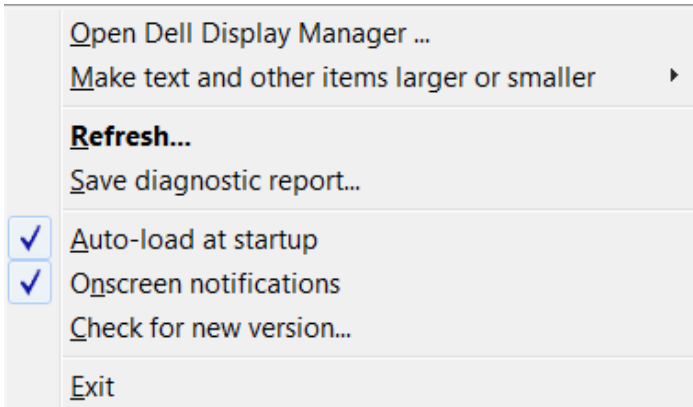 Open Dell Display Manager ...
Make text and other items larger or smaller
Refresh...
Save diagnostic report...
Auto-load at startup
Onscreen notifications
Check for new version...
Exit